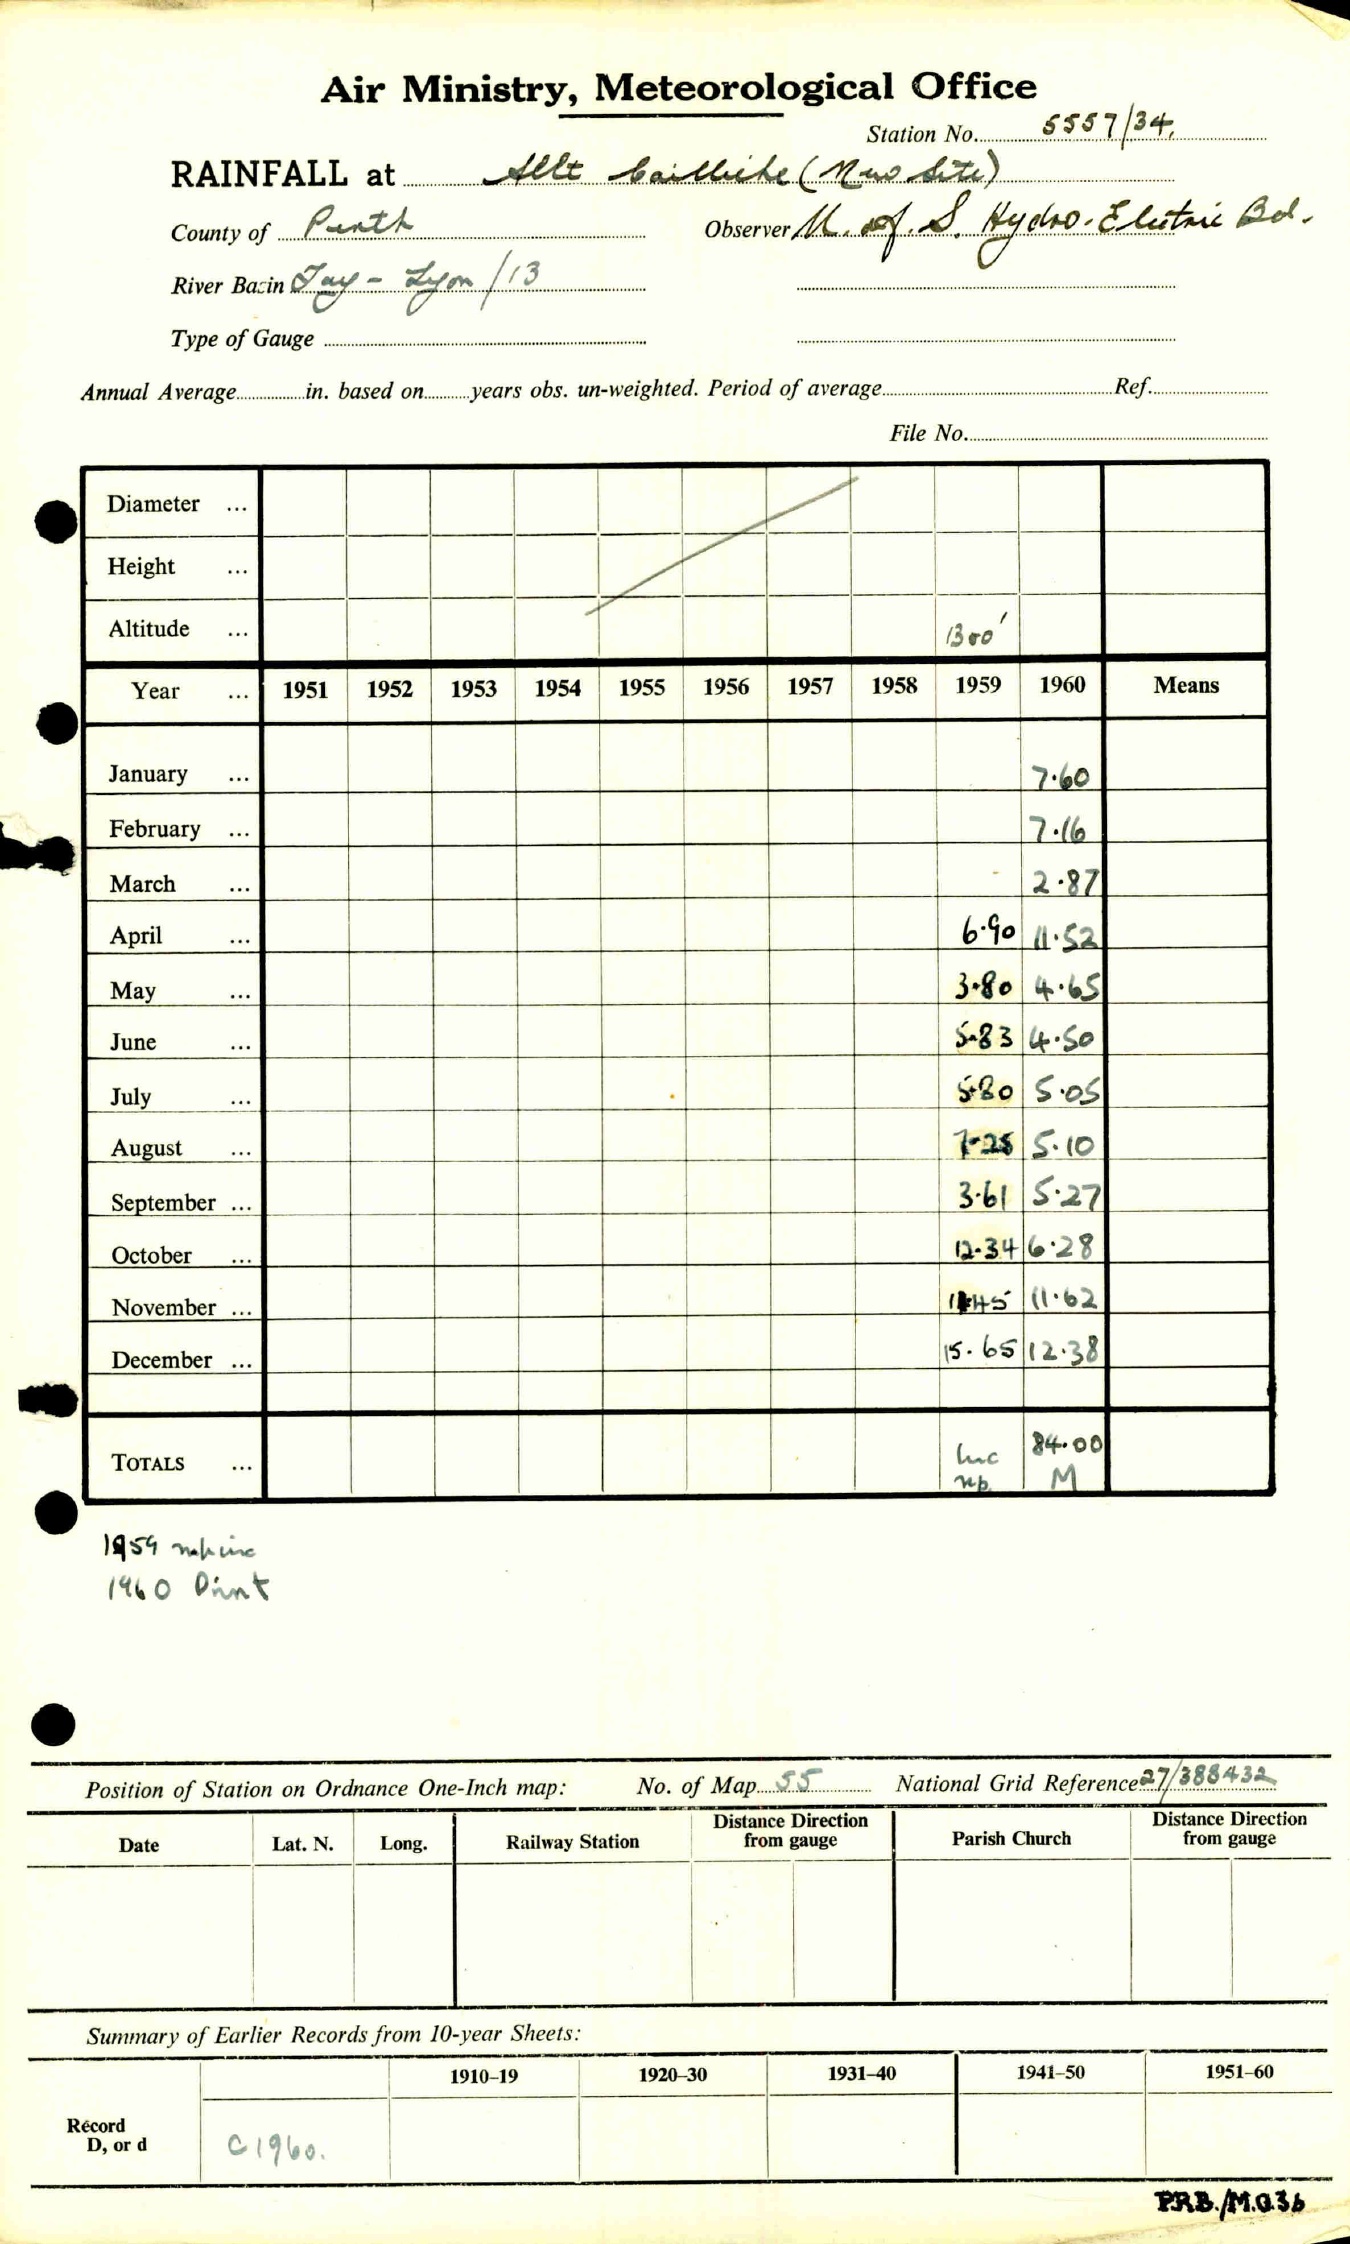 Air Ministry, Meteorological Office
Station No. 5557/34.
RAINFALL at Allt Cailliche (New Site)
County of Perth Observer N. of S. Hydro-Electric Bd.
River Basin Tay - Lyon /13
Type of Gauge
Annual Average in. based on years obs. un-weighted. Period of average Ref.
File No.
Diameter ...
Height ...
Altitude ... 1300'
Year ... 1951 1952 1953 1954 1955 1956 1957 1958 1959 1960 Means
January ... 7.60
February ... 7.16
March ... 2.87
April ... 6.90 11.52
May ... 3.80 4.65
June ... 5.83 4.50
July ... 5.80 5.05
August ... 5.10
September ... 3.61 5.27
October ... 12.34 6.28
November ... 11.62
December ... 15.65 12.38
TOTALS ... inc 84.00
np. M
1959 np inc
1960 Print
Position of Station on Ordnance One-Inch map: No. of Map 55 National Grid Reference 27/388432
Date Lat. N. Long. Railway Station Distance Direction from gauge Parish Church Distance Direction from gauge
Summary of Earlier Records from 10-year Sheets:
1910–19 1920–30 1931–40 1941–50 1951–60
Record
D, or d C 1960.
P.R.B./M.O.36